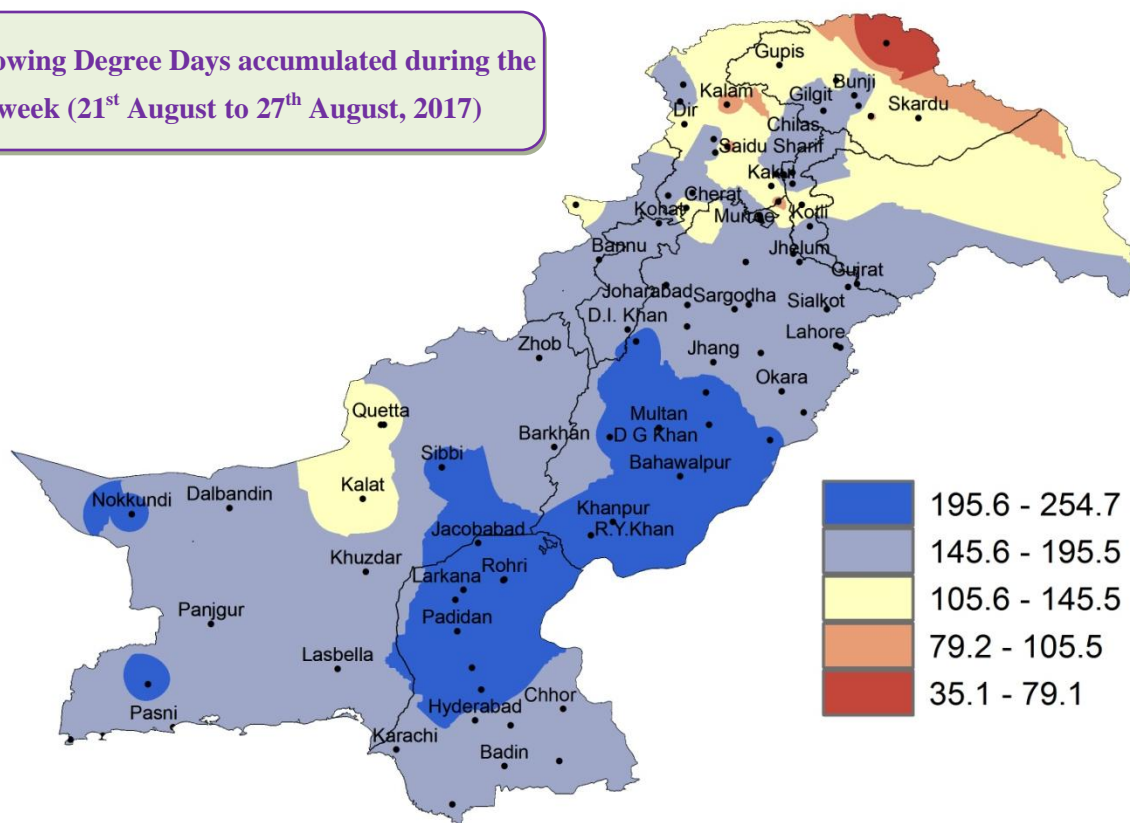 owing Degree Days accumulated during the
week (21st August to 27th August, 2017)
Gupis
Bunji
Kalam
Gilgit
Skardu
Dir
Chilas
Saidu Sharif
Kakul
Cherat
Kohat
Murree
Kotli
Bannu
Jhelum
Gujrat
Joharabad
Sargodha
Sialkot
D.I. Khan
Lahore
Zhob
Jhang
Okara
Quetta
Multan
Barkhan
D G Khan
Sibbi
Bahawalpur
Kalat
Nokkundi
Dalbandin
Khanpur
R.Y.Khan
Jacobabad
Khuzdar
Rohri
Larkana
Panjgur
Padidan
Lasbella
Chhor
Pasni
Hyderabad
Karachi
Badin
195.6 - 254.7
145.6 - 195.5
105.6 - 145.5
79.2 - 105.5
35.1 - 79.1